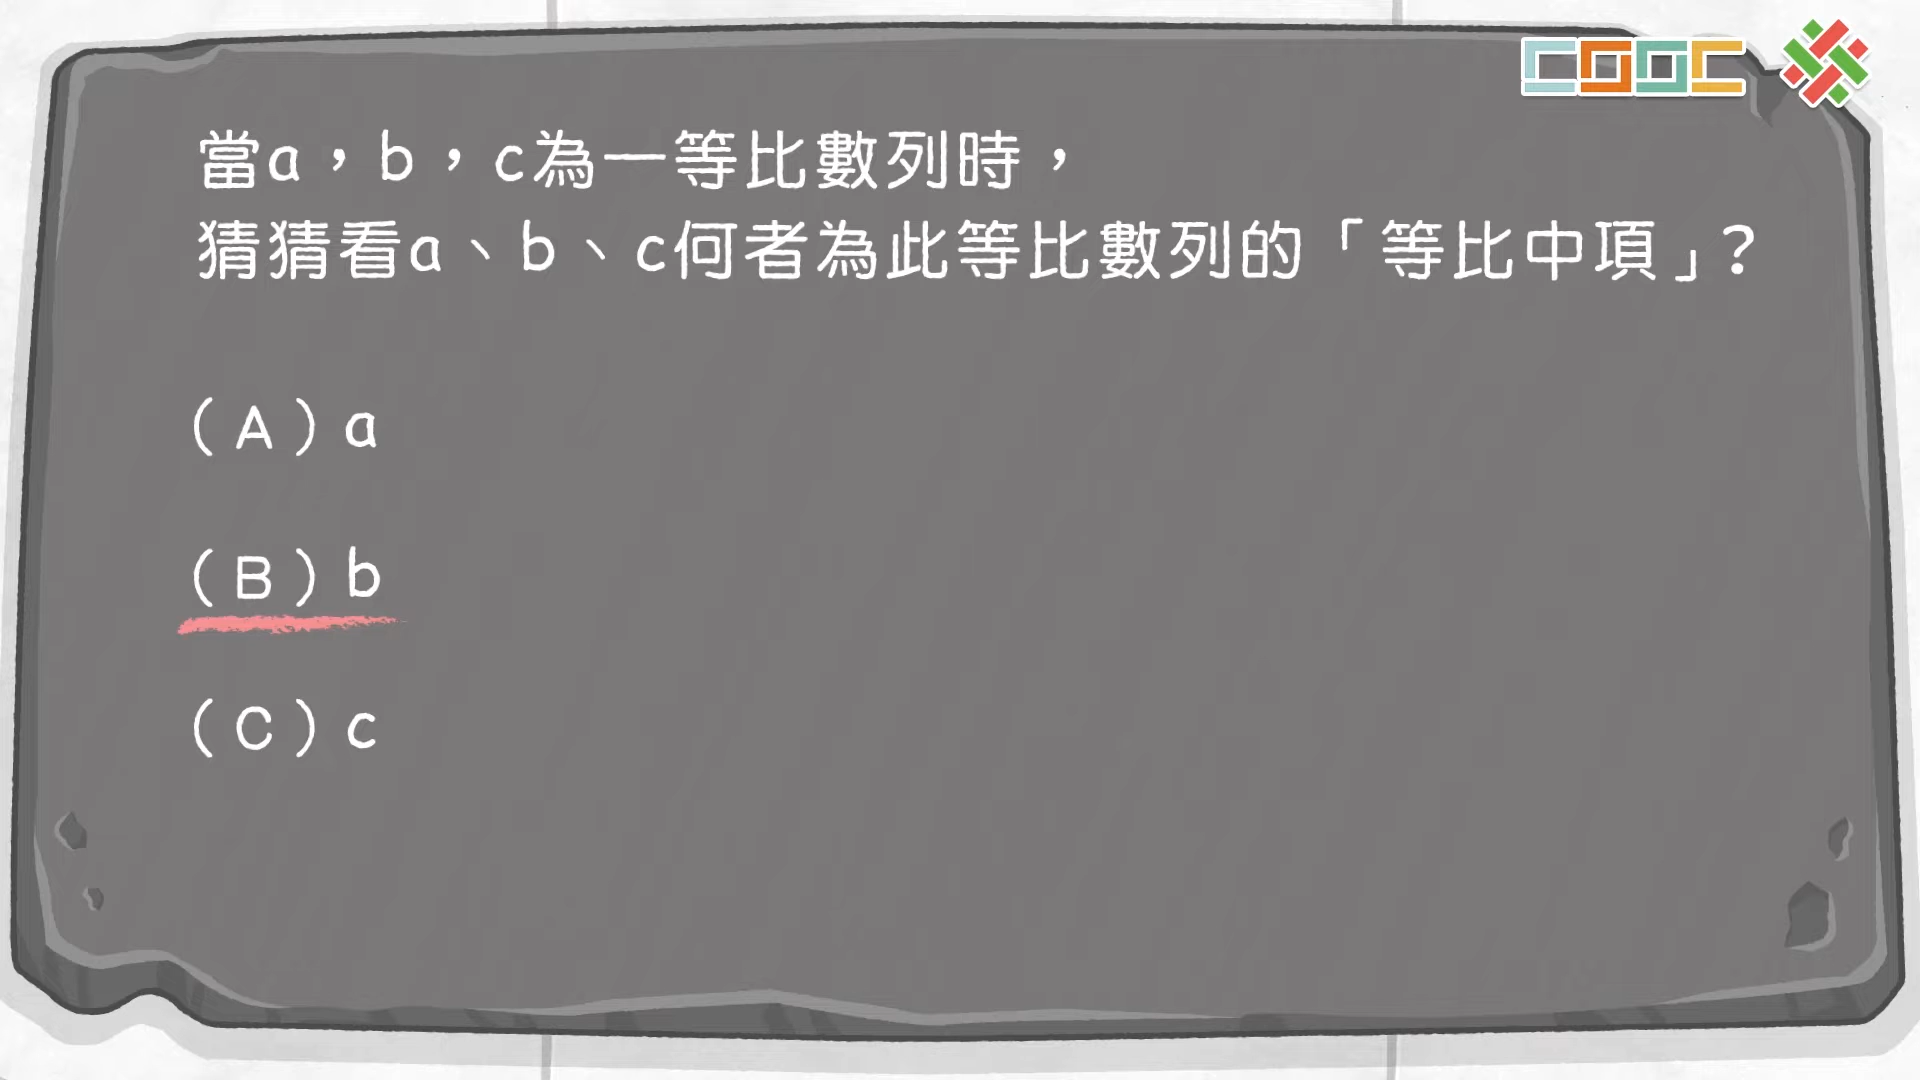 COOC
當a，b，c為一等比數列時，
猜猜看a、b、c何者為此等比數列的「等比中項」？
(A) a
(B) b
(C) c